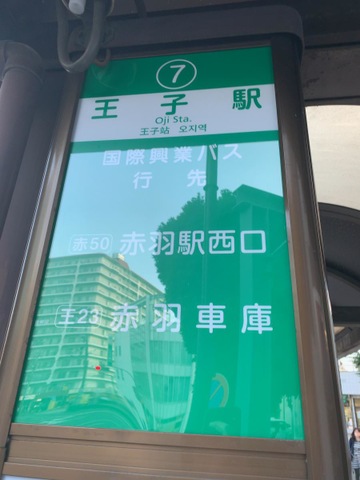 ⑦
王子駅
Oji Sta.
王子站 오지역
国際興業バス
行先
赤50 赤羽駅西口
王23 赤羽車庫